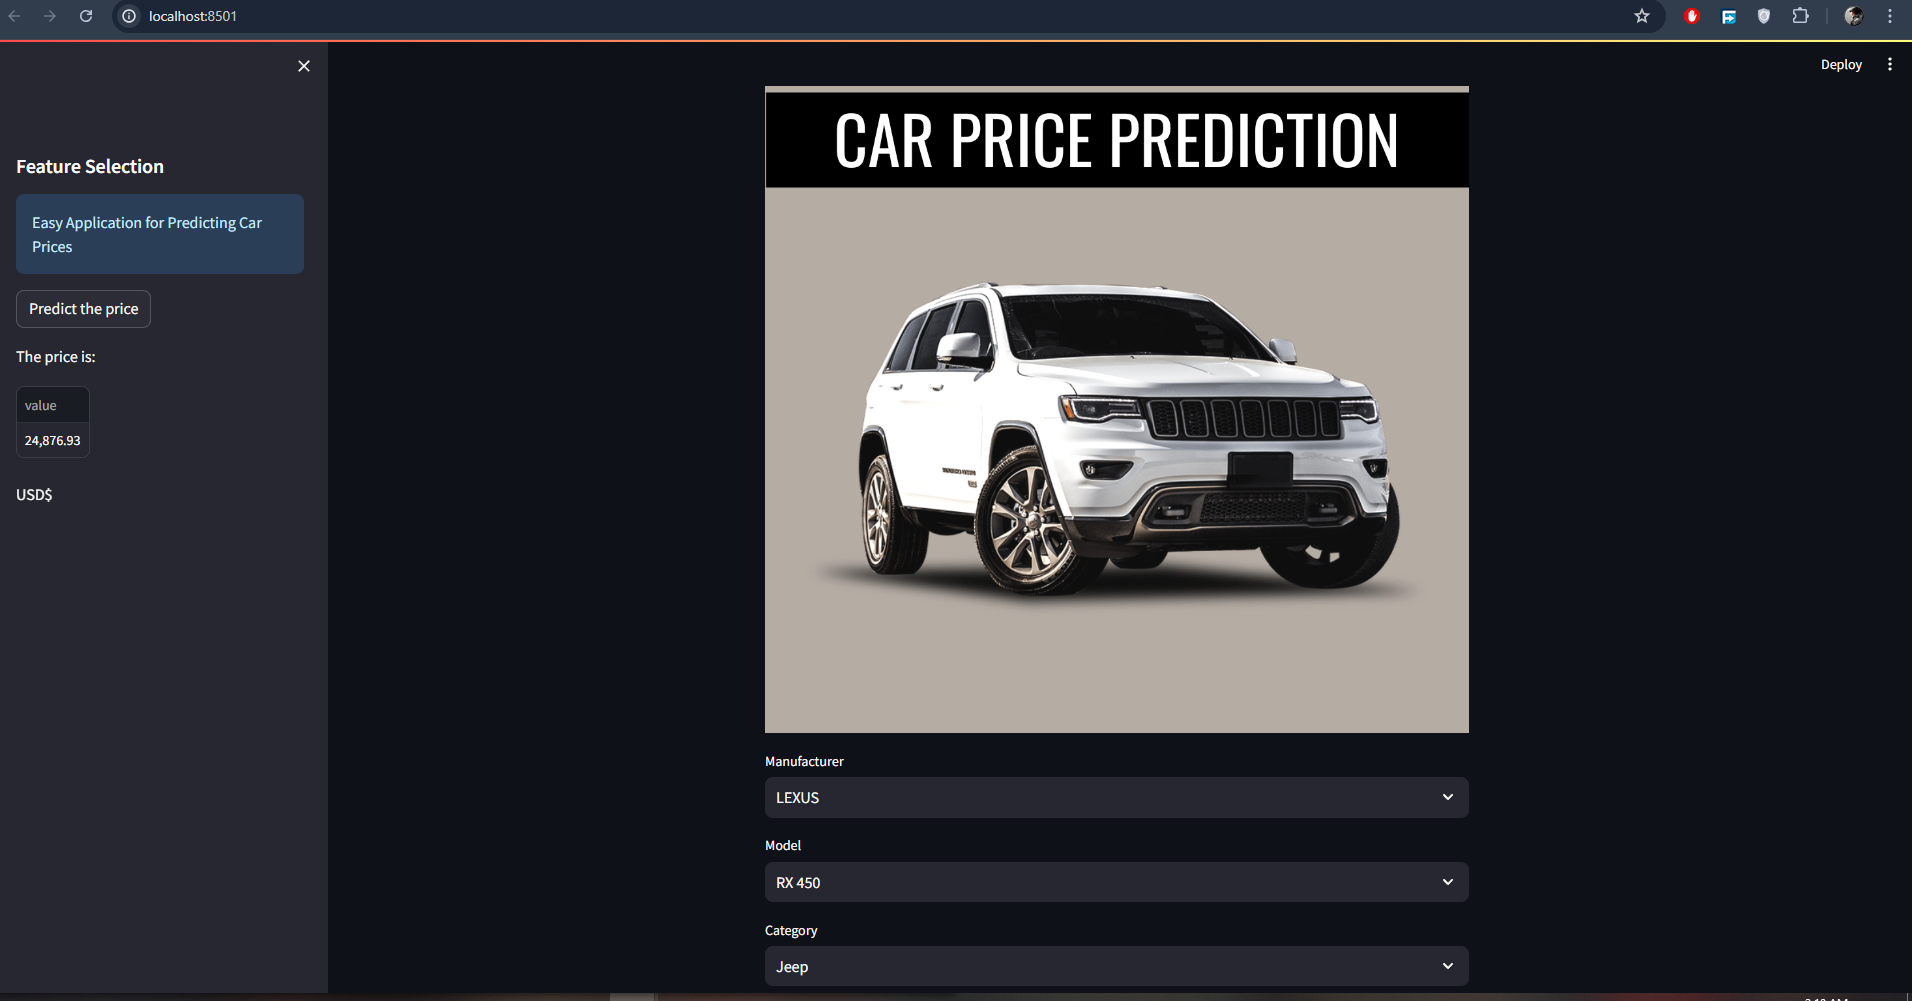 localhost:8501
Deploy
Feature Selection
Easy Application for Predicting Car
Prices
Predict the price
The price is:
value
24,876.93
USD$
CAR PRICE PREDICTION
Manufacturer
LEXUS
Model
RX 450
Category
Jeep